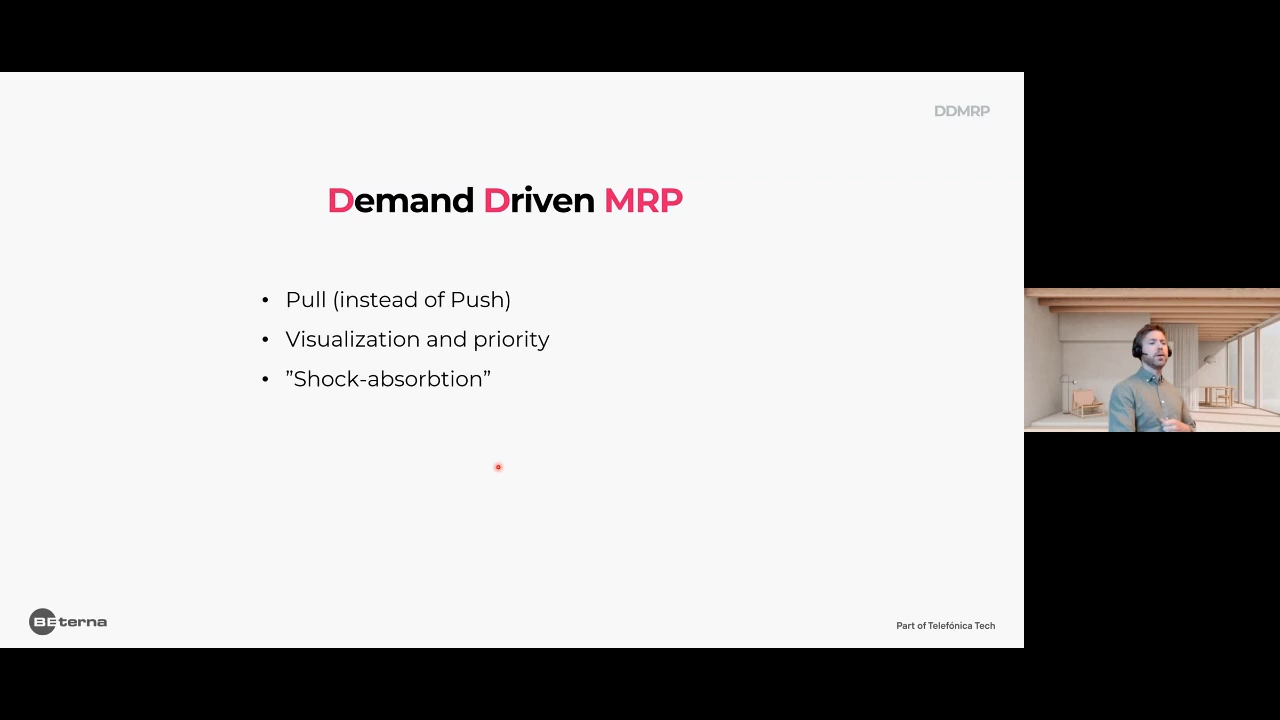 DDMRP
Demand Driven MRP
• Pull (instead of Push)
• Visualization and priority
• ”Shock-absorbtion”
BEterna
Part of Telefónica Tech